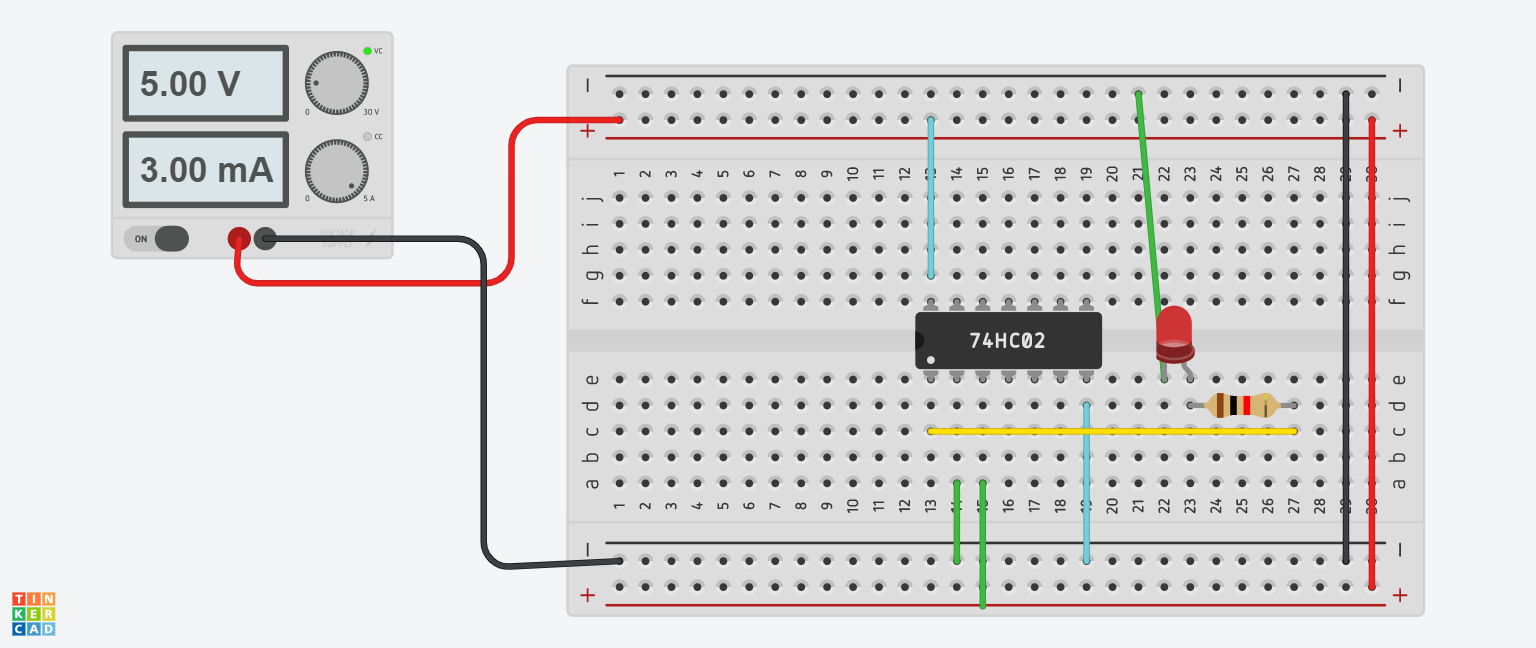 5.00 V
VC
0
30 V
3.00 mA
CC
0
5 A
ON
VOLTAGE
SUPPLY
− −
+ +
1 2 3 4 5 6 7 8 9 10 11 12 13 14 15 16 17 18 19 20 21 22 23 24 25 26 27 28 29 30
j j
i i
h h
g g
f f
74HC02
e e
d d
c c
b b
a a
1 2 3 4 5 6 7 8 9 10 11 12 13 14 15 16 17 18 19 20 21 22 23 24 25 26 27 28 29 30
− −
+ +
TIN
KER
CAD